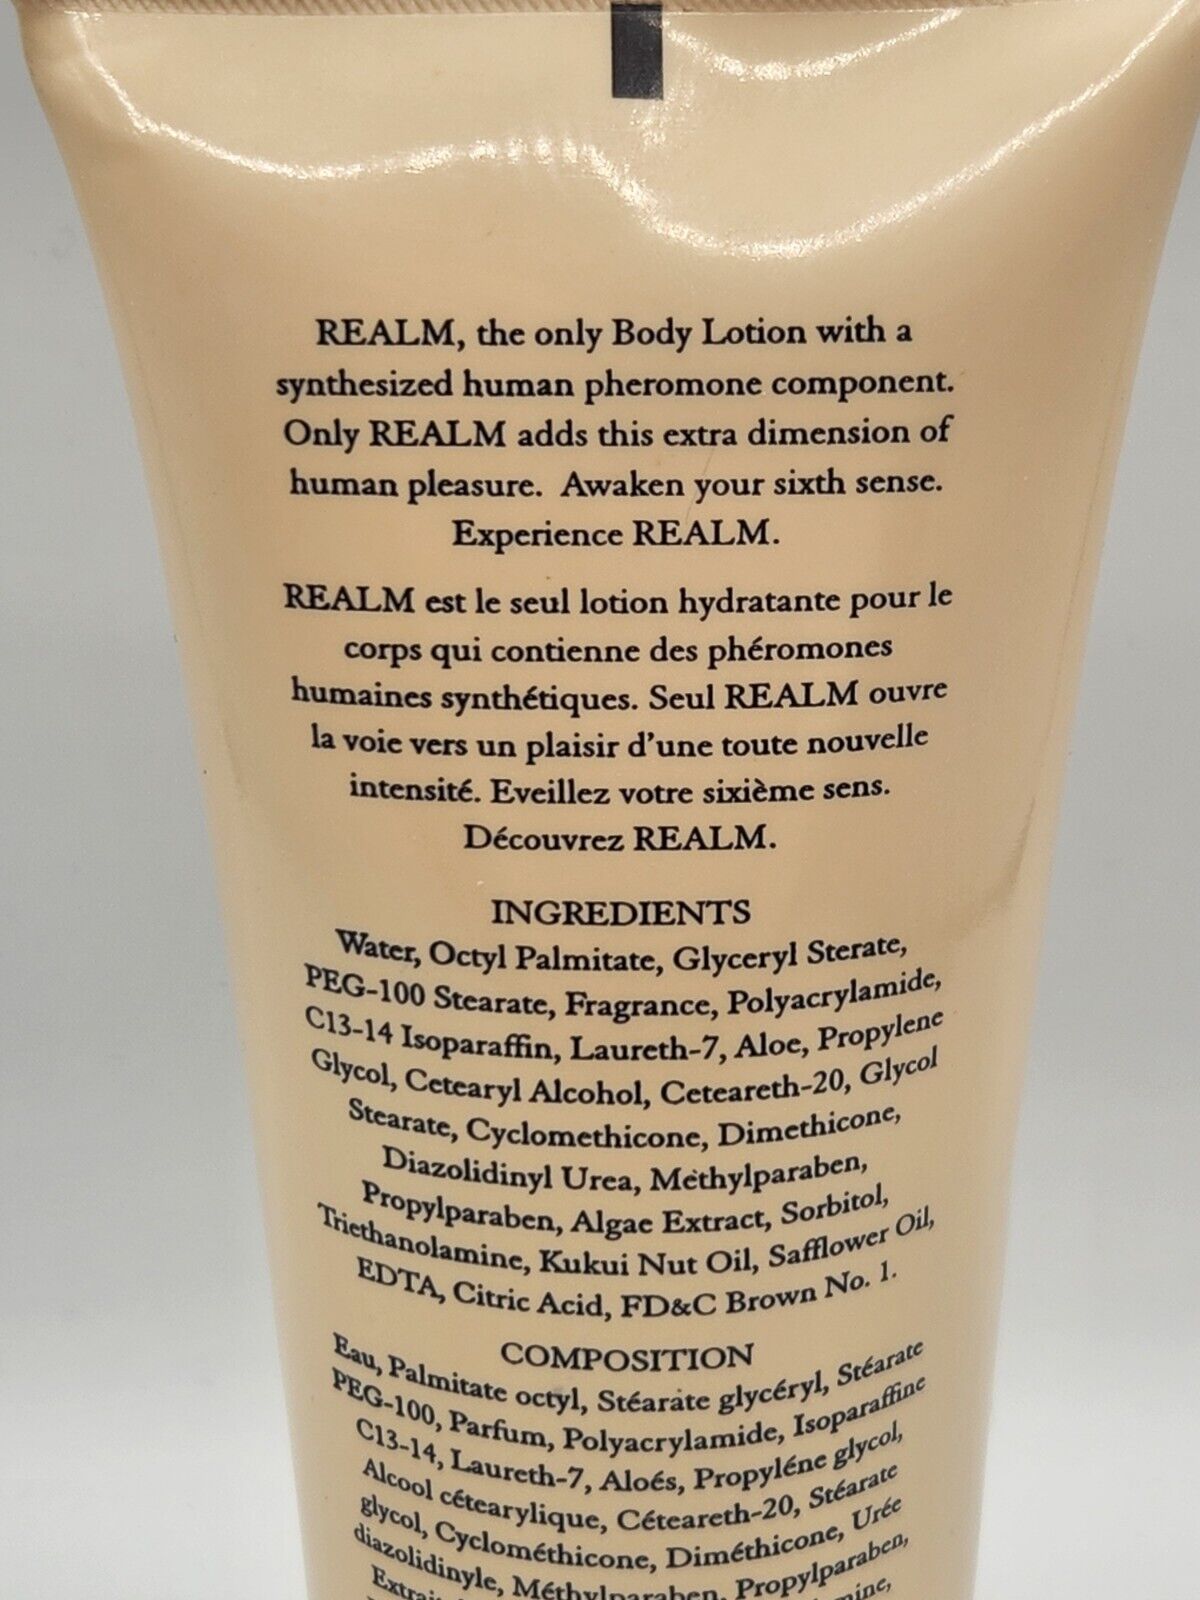 REALM, the only Body Lotion with a
synthesized human pheromone component.
Only REALM adds this extra dimension of
human pleasure. Awaken your sixth sense.
Experience REALM.
REALM est le seul lotion hydratante pour le
corps qui contienne des phéromones
humaines synthétiques. Seul REALM ouvre
la voie vers un plaisir d'une toute nouvelle
intensité. Eveillez votre sixième sens.
Découvrez REALM.
INGREDIENTS
Water, Octyl Palmitate, Glyceryl Sterate,
PEG-100 Stearate, Fragrance, Polyacrylamide,
C13-14 Isoparaffin, Laureth-7, Aloe, Propylene
Glycol, Cetearyl Alcohol, Ceteareth-20, Glycol
Stearate, Cyclomethicone, Dimethicone,
Diazolidinyl Urea, Methylparaben,
Propylparaben, Algae Extract, Sorbitol,
Triethanolamine, Kukui Nut Oil, Safflower Oil,
EDTA, Citric Acid, FD&C Brown No. 1.
COMPOSITION
Eau, Palmitate octyl, Stéarate glycéryl, Stéarate
PEG-100, Parfum, Polyacrylamide, Isoparaffine
C13-14, Laureth-7, Aloés, Propyléne glycol,
Alcool cétearylique, Céteareth-20, Stéarate
glycol, Cyclométhicone, Diméthicone, Urée
diazolidinyle, Méthylparaben, Propylparaben,